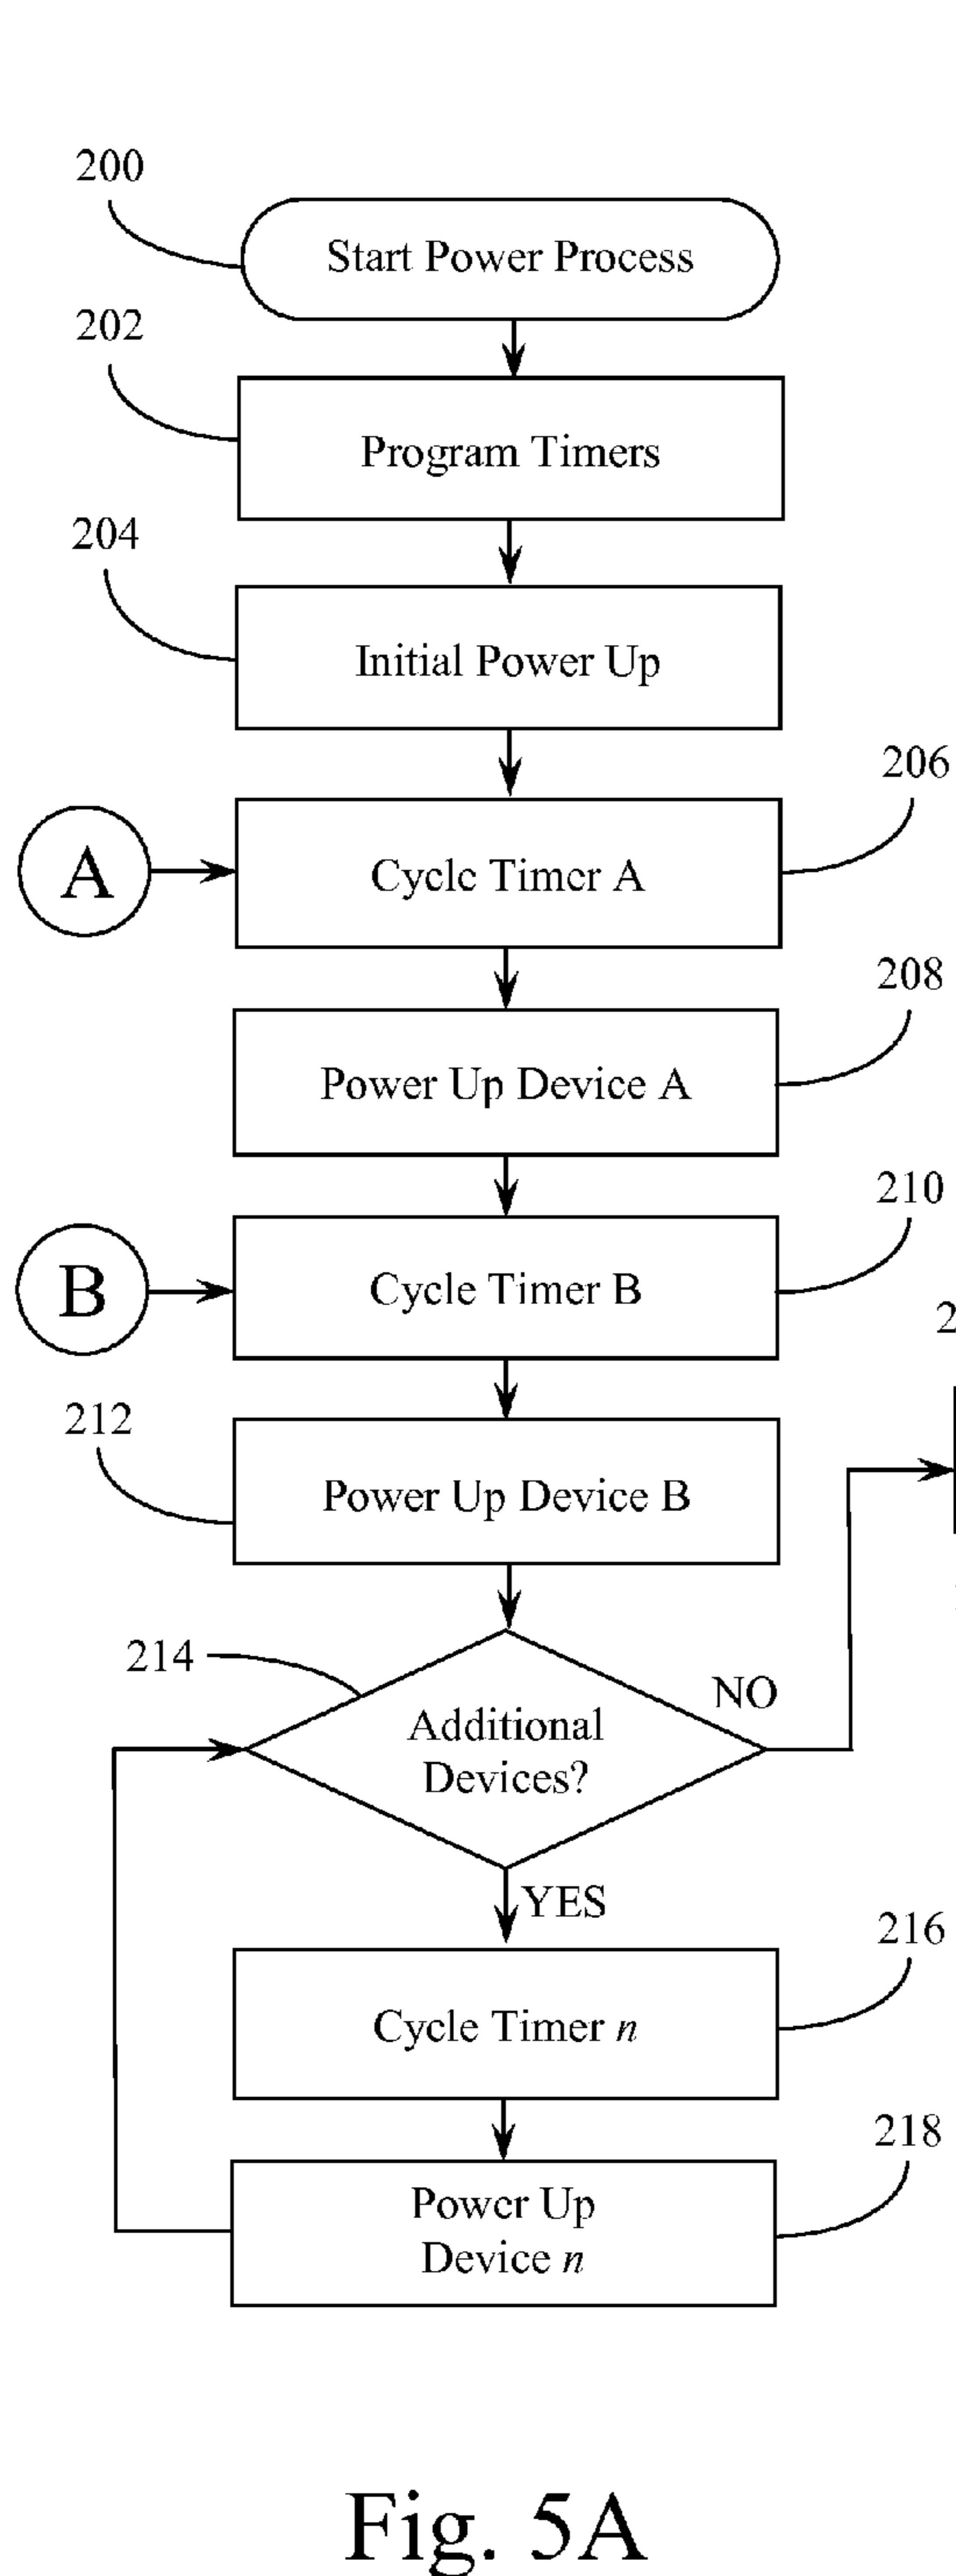 200
Start Power Process
202
Program Timers
204
Initial Power Up
206
A
Cycle Timer A
208
Power Up Device A
210
B
Cycle Timer B
2
212
Power Up Device B
214
NO
Additional
Devices?
YES
216
Cycle Timer n
218
Power Up
Device n
Fig. 5A